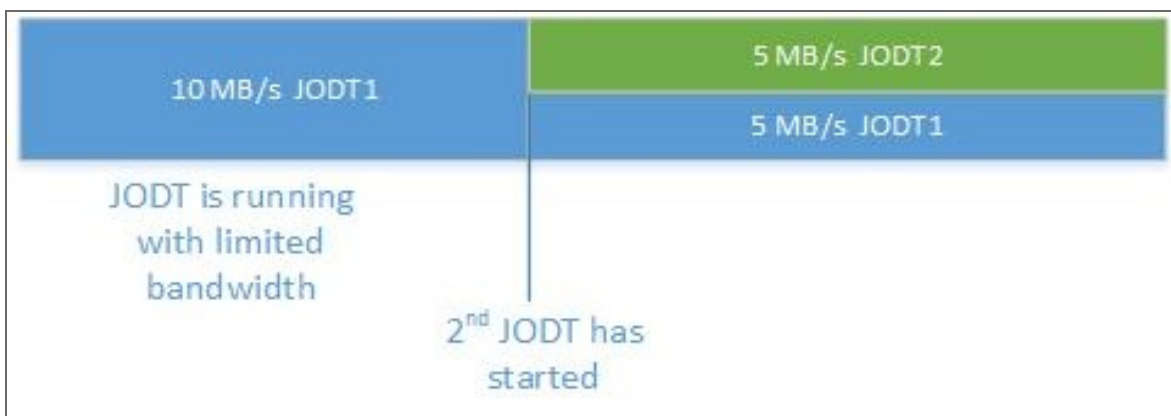 10 MB/s JODT1
5 MB/s JODT2
5 MB/s JODT1
JODT is running
with limited
bandwidth
2nd JODT has
started